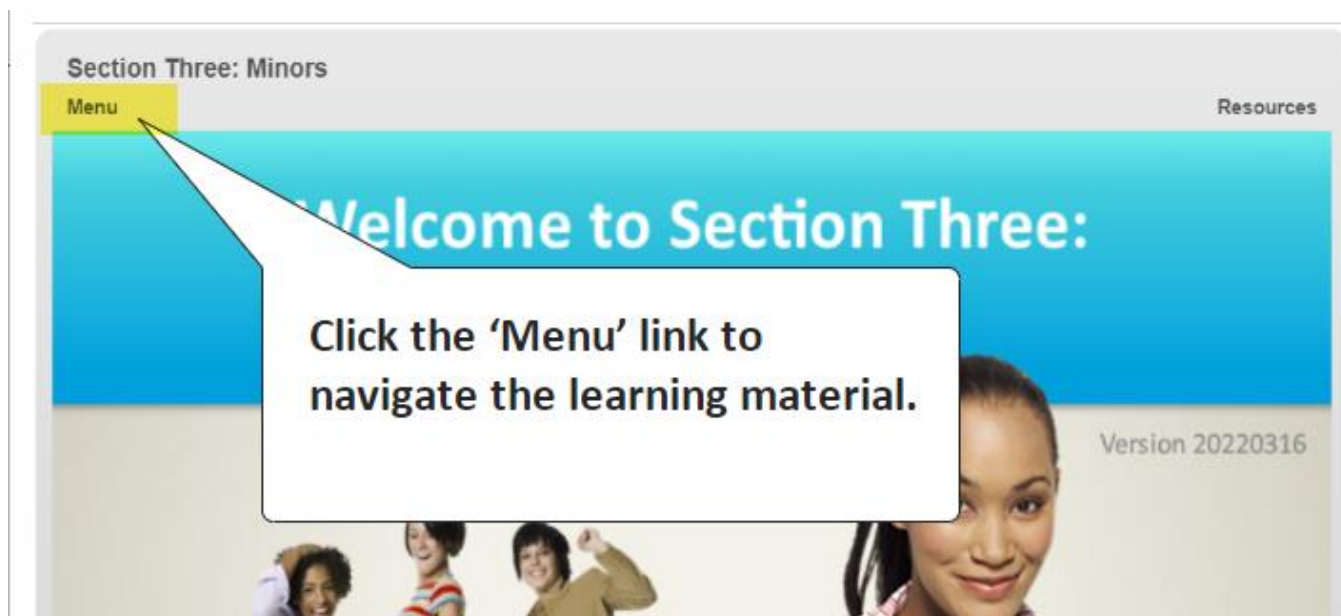 Section Three: Minors
Menu
Resources
Welcome to Section Three:
Click the ‘Menu’ link to
navigate the learning material.
Version 20220316